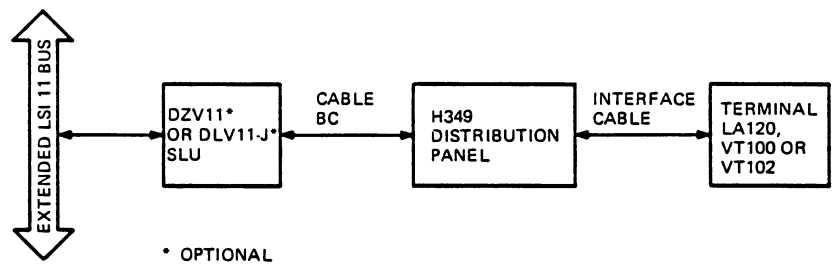 EXTENDED LSI 11 BUS
DZV11*
OR DLV11-J*
SLU
CABLE
BC
H349
DISTRIBUTION
PANEL
INTERFACE
CABLE
TERMINAL
LA120,
VT100 OR
VT102
* OPTIONAL